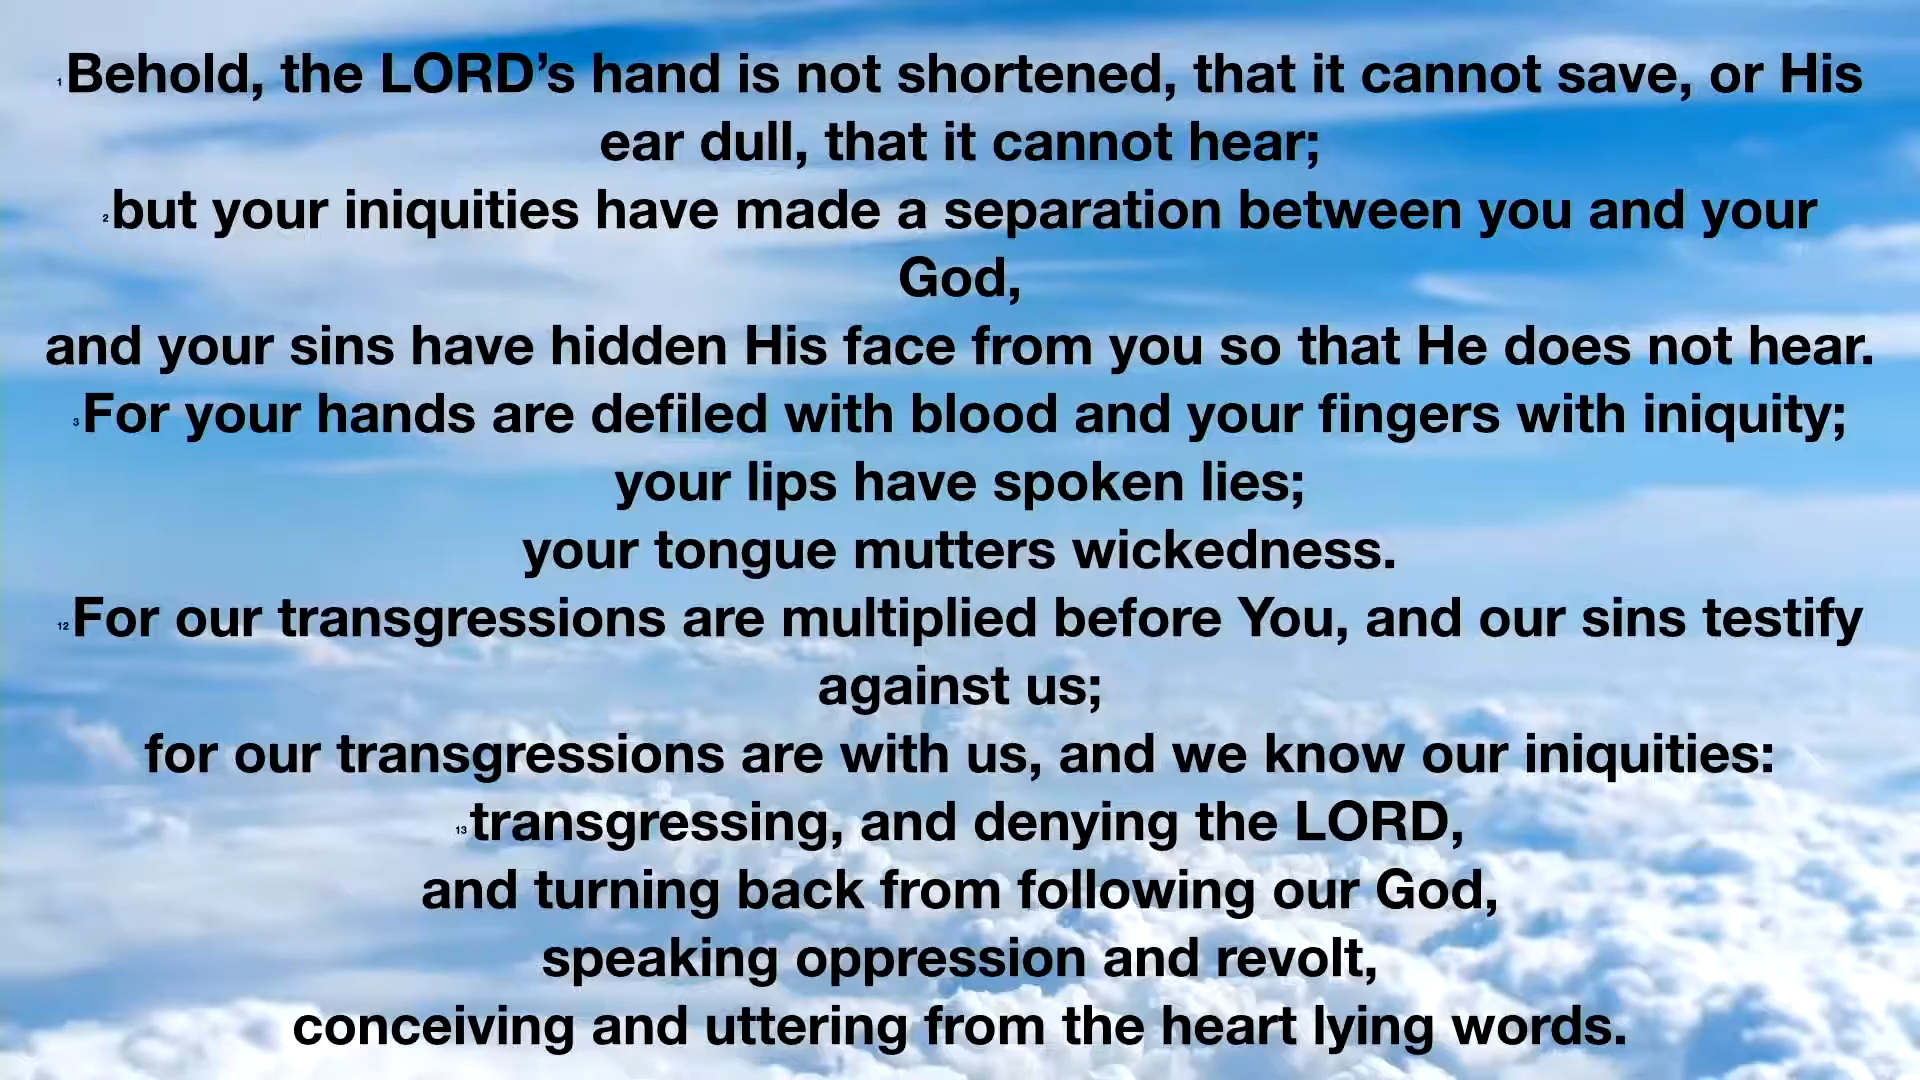 1Behold, the LORD’s hand is not shortened, that it cannot save, or His
ear dull, that it cannot hear;
2but your iniquities have made a separation between you and your
God,
and your sins have hidden His face from you so that He does not hear.
3For your hands are defiled with blood and your fingers with iniquity;
your lips have spoken lies;
your tongue mutters wickedness.
12For our transgressions are multiplied before You, and our sins testify
against us;
for our transgressions are with us, and we know our iniquities:
13transgressing, and denying the LORD,
and turning back from following our God,
speaking oppression and revolt,
conceiving and uttering from the heart lying words.